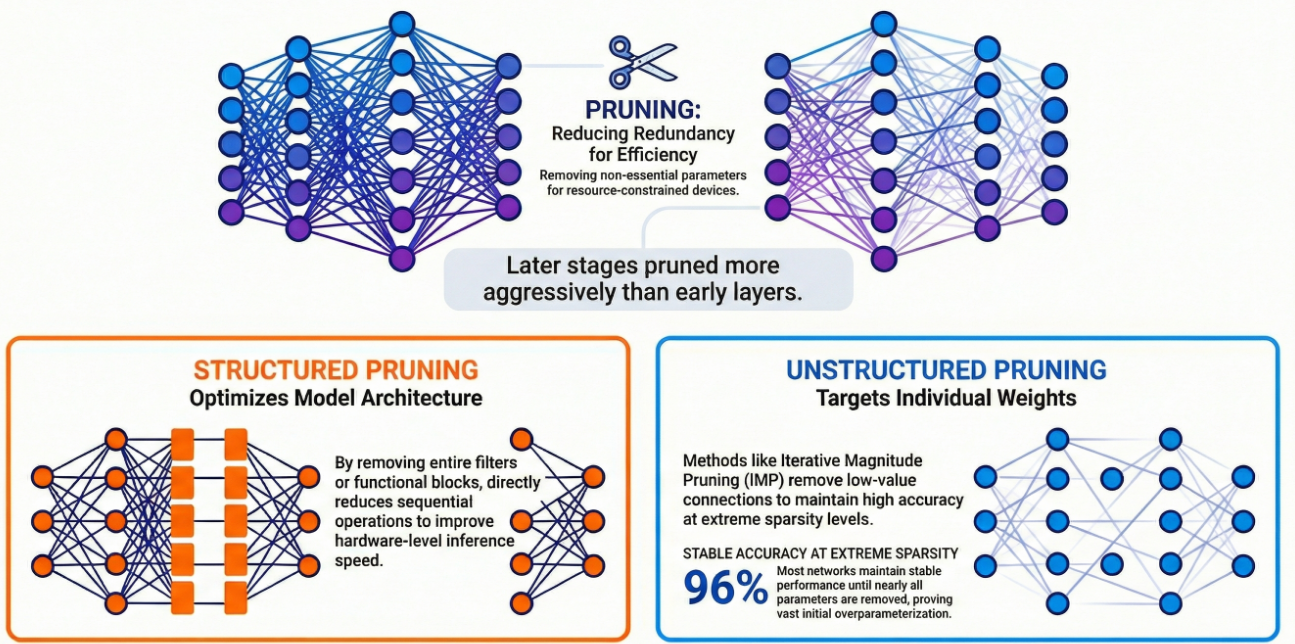 PRUNING:
Reducing Redundancy
for Efficiency
Removing non-essential parameters
for resource-constrained devices.
Later stages pruned more
aggressively than early layers.
STRUCTURED PRUNING
Optimizes Model Architecture
By removing entire filters
or functional blocks, directly
reduces sequential
operations to improve
hardware-level inference
speed.
UNSTRUCTURED PRUNING
Targets Individual Weights
Methods like Iterative Magnitude
Pruning (IMP) remove low-value
connections to maintain high accuracy
at extreme sparsity levels.
STABLE ACCURACY AT EXTREME SPARSITY
96%
Most networks maintain stable
performance until nearly all
parameters are removed, proving
vast initial overparameterization.